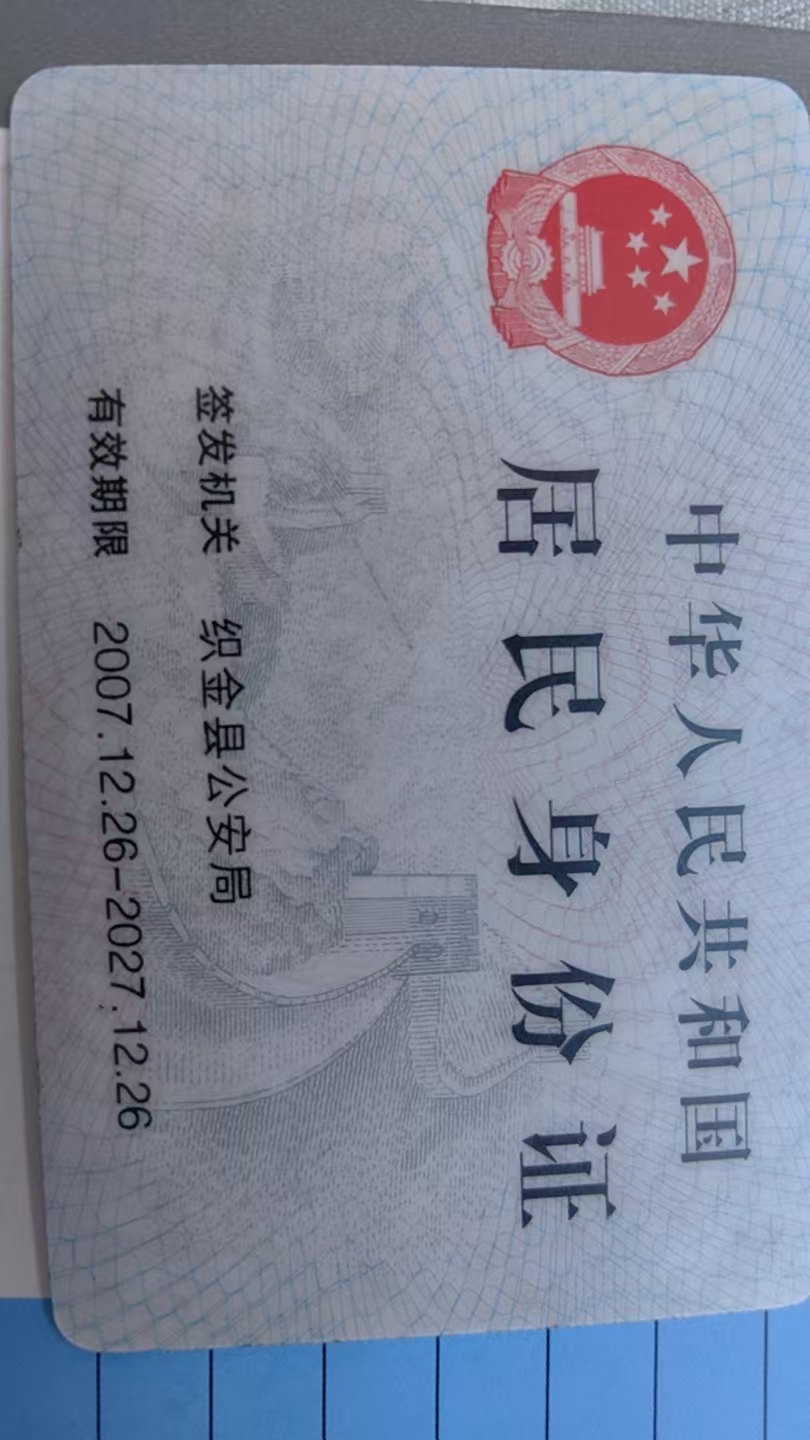 中华人民共和国
居民身份证
签发机关 织金县公安局
有效期限 2007.12.26-2027.12.26